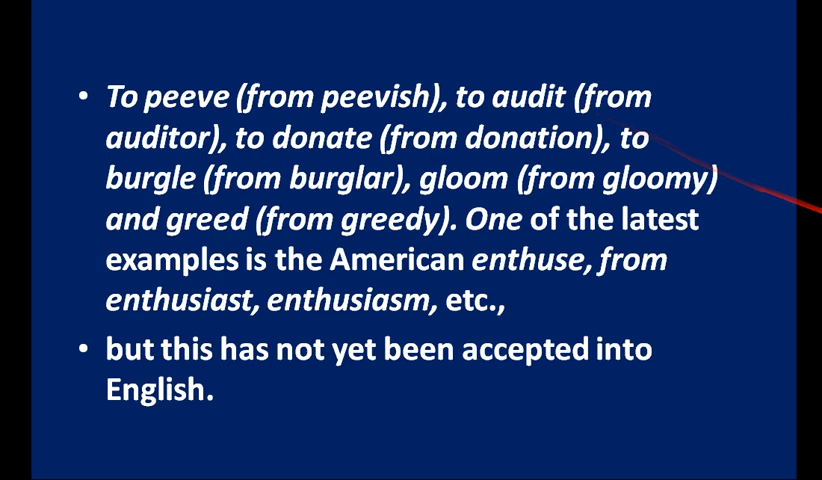 • To peeve (from peevish), to audit (from
auditor), to donate (from donation), to
burgle (from burglar), gloom (from gloomy)
and greed (from greedy). One of the latest
examples is the American enthuse, from
enthusiast, enthusiasm, etc.,
• but this has not yet been accepted into
English.